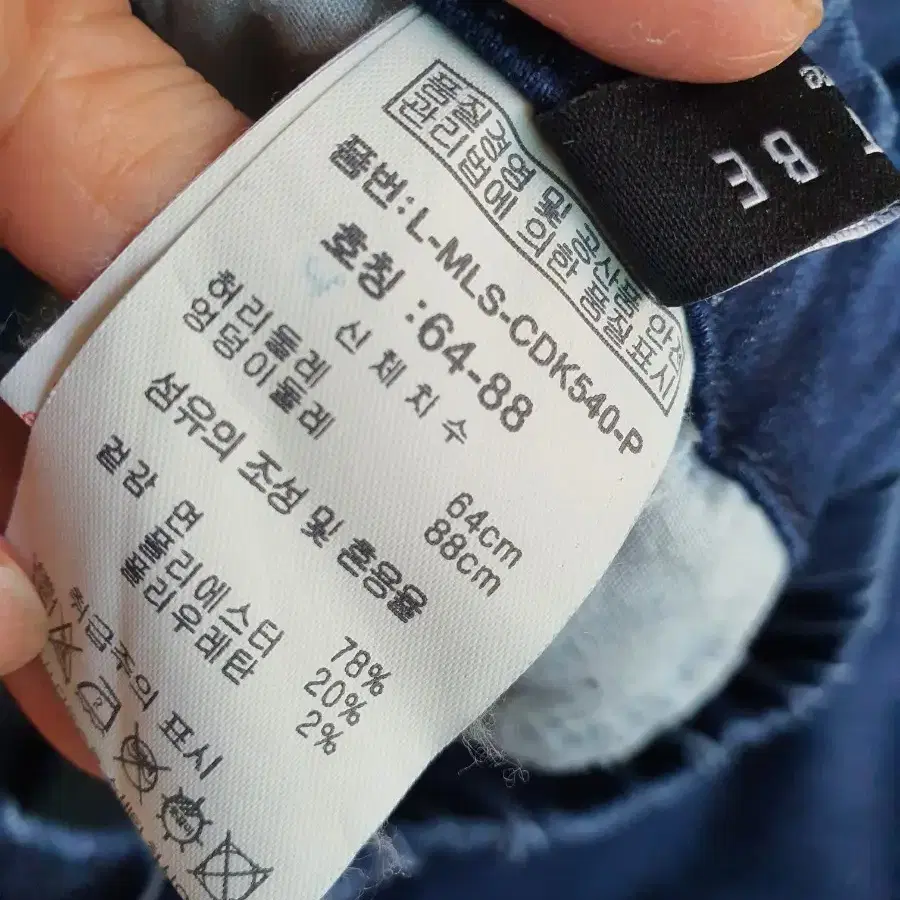 품질경영 및 공산품 안전
관리법에 의한 품질표시
품번:L-MLS-CDK540-P
호칭 :64-88
신 체 치 수
허리둘레 64cm
엉덩이둘레 88cm
섬유의 조성 및 혼용율
겉감 면 78%
폴리에스터 20%
폴리우레탄 2%
취급주의 표시